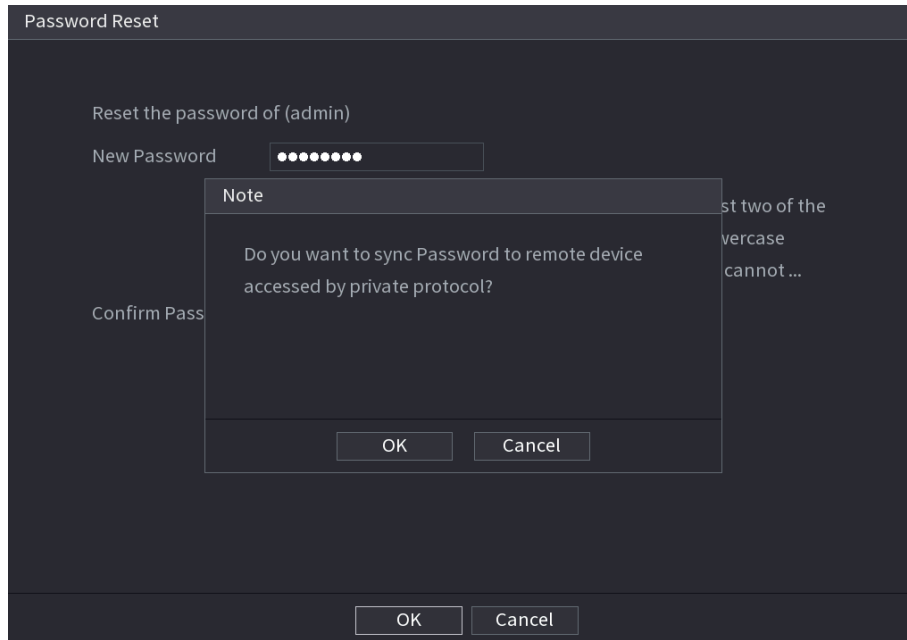 Password Reset
Reset the password of (admin)
New Password ●●●●●●●●
Note
st two of the
Do you want to sync Password to remote device
vercase
accessed by private protocol?
cannot ...
Confirm Pass
OK Cancel
OK Cancel